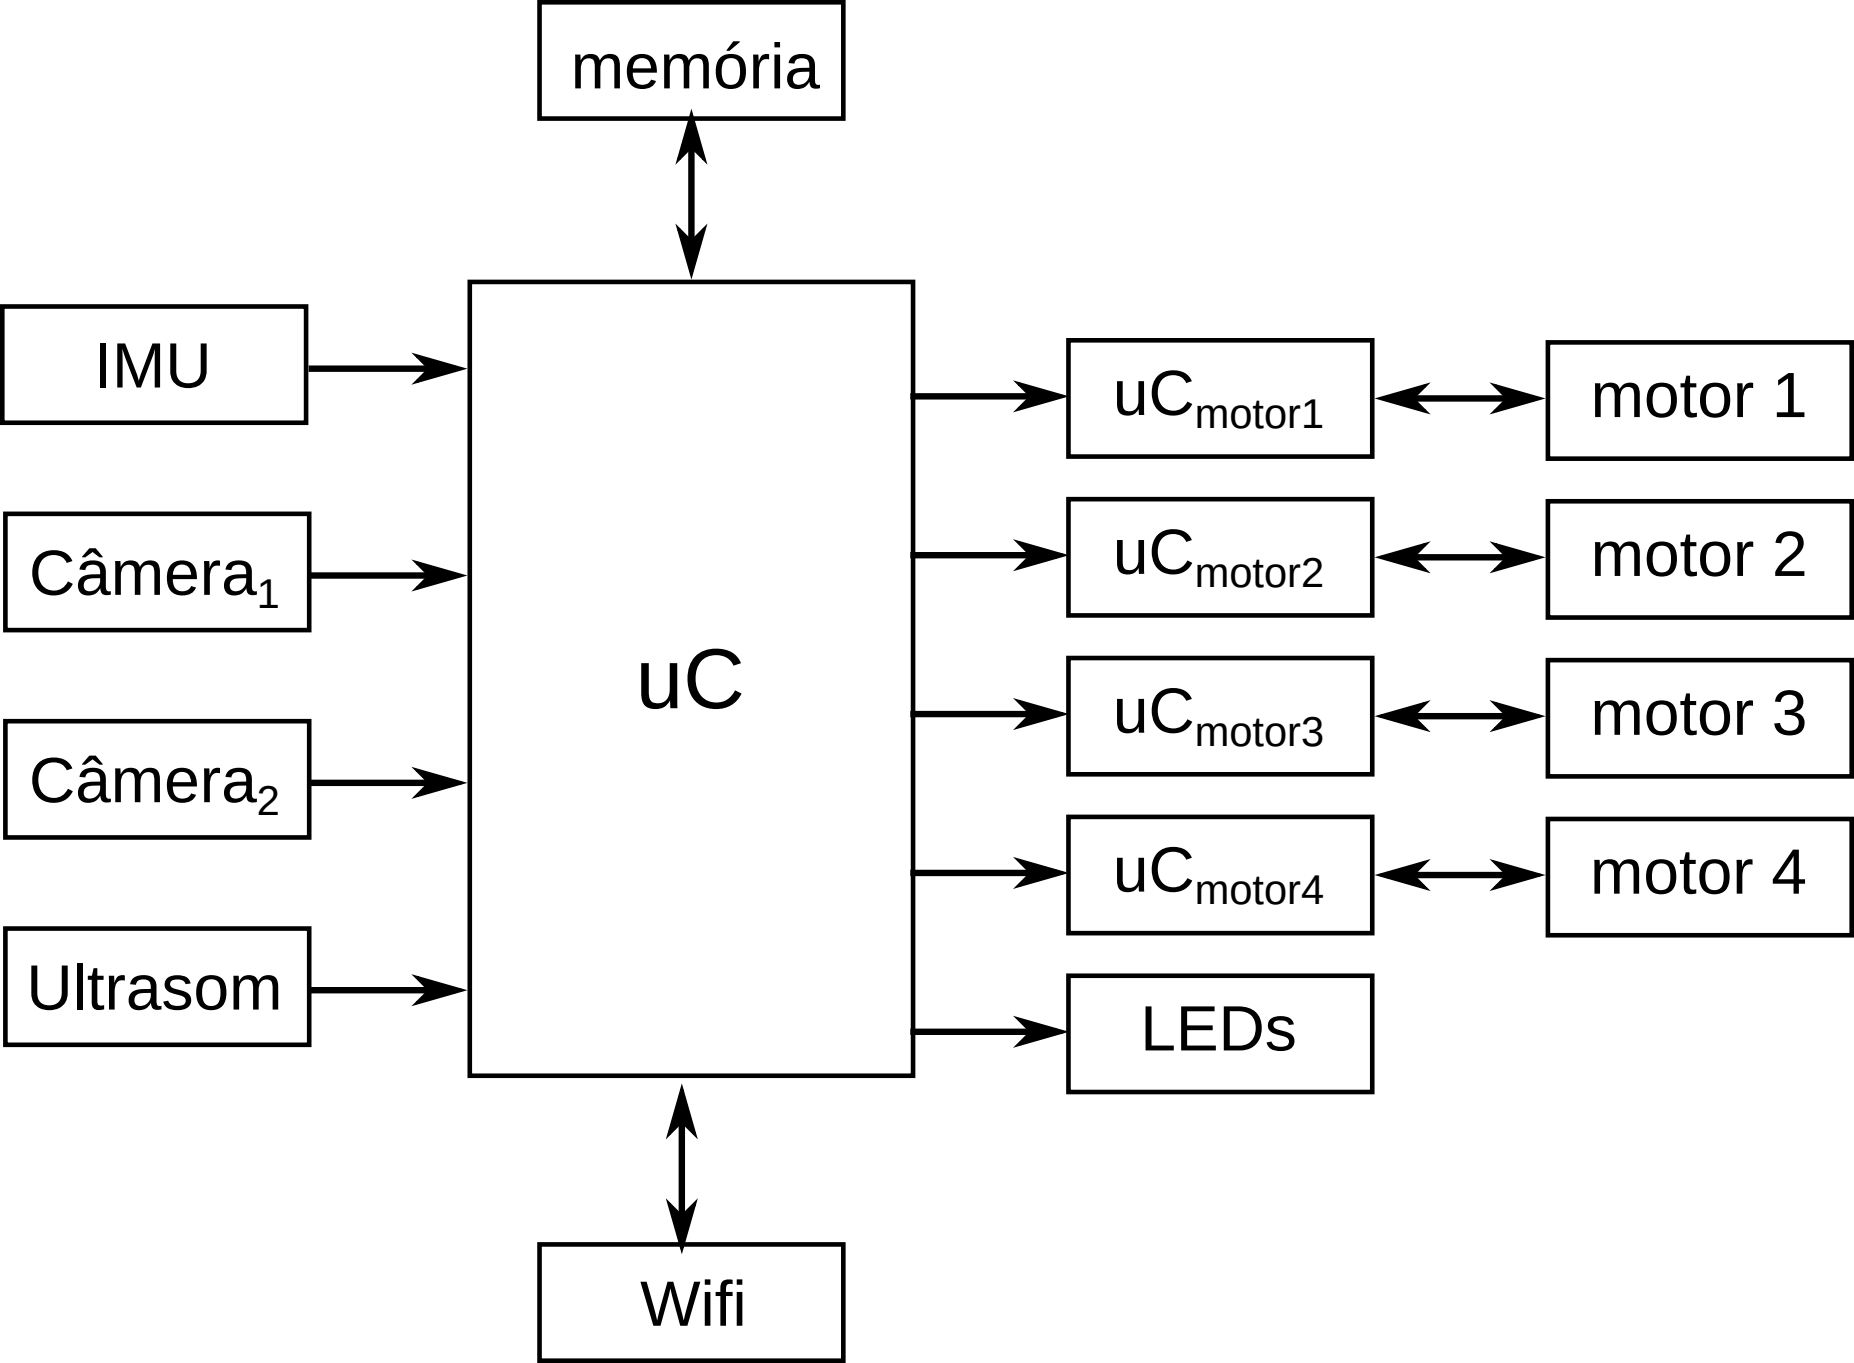 memória
IMU
Câmera1
Câmera2
Ultrasom
uC
uCmotor1
motor 1
uCmotor2
motor 2
uCmotor3
motor 3
uCmotor4
motor 4
LEDs
Wifi